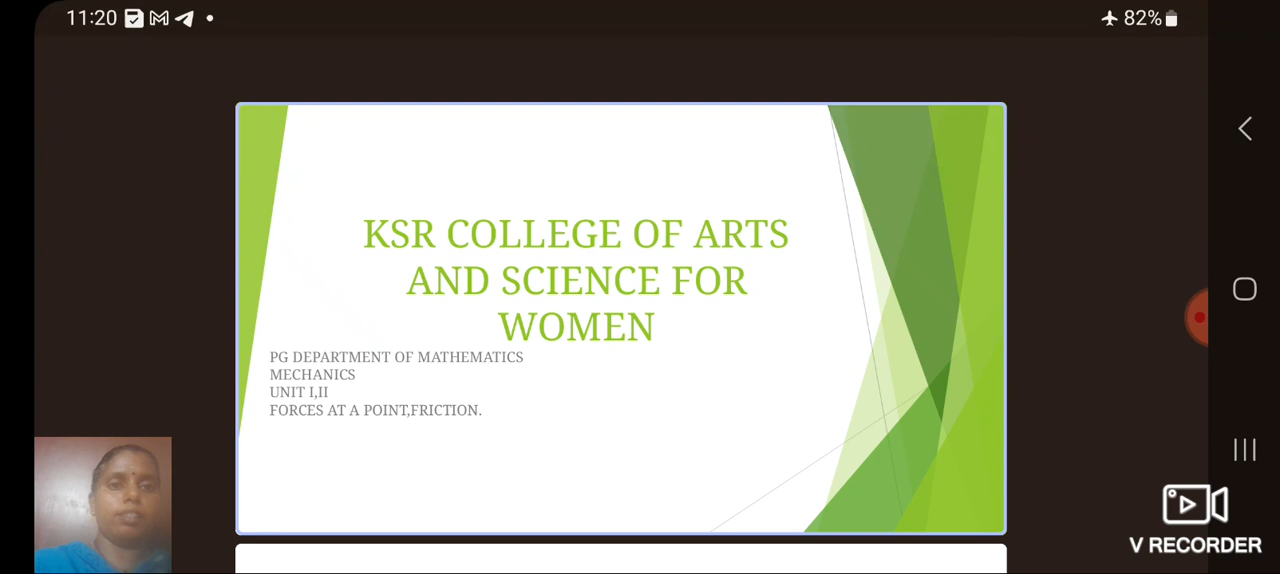 11:20
82%
KSR COLLEGE OF ARTS
AND SCIENCE FOR
WOMEN
PG DEPARTMENT OF MATHEMATICS
MECHANICS
UNIT I,II
FORCES AT A POINT,FRICTION.
V RECORDER